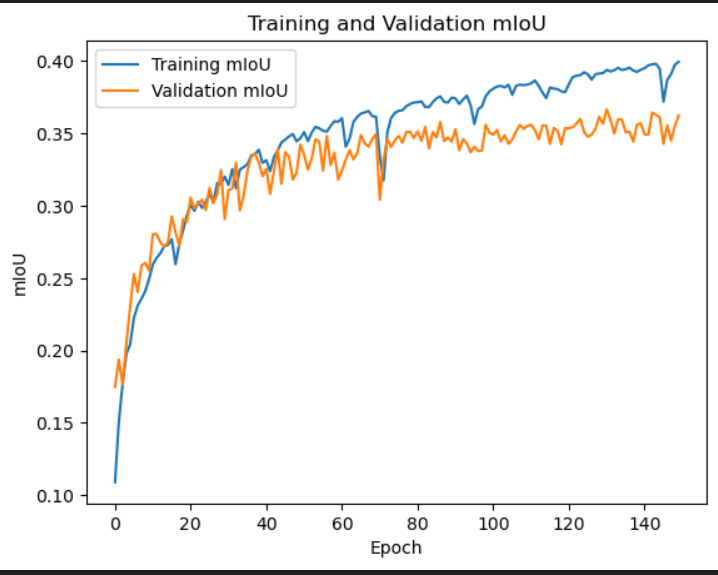 Training and Validation mIoU
Training mIoU
Validation mIoU
mIoU
0.40
0.35
0.30
0.25
0.20
0.15
0.10
0 20 40 60 80 100 120 140
Epoch